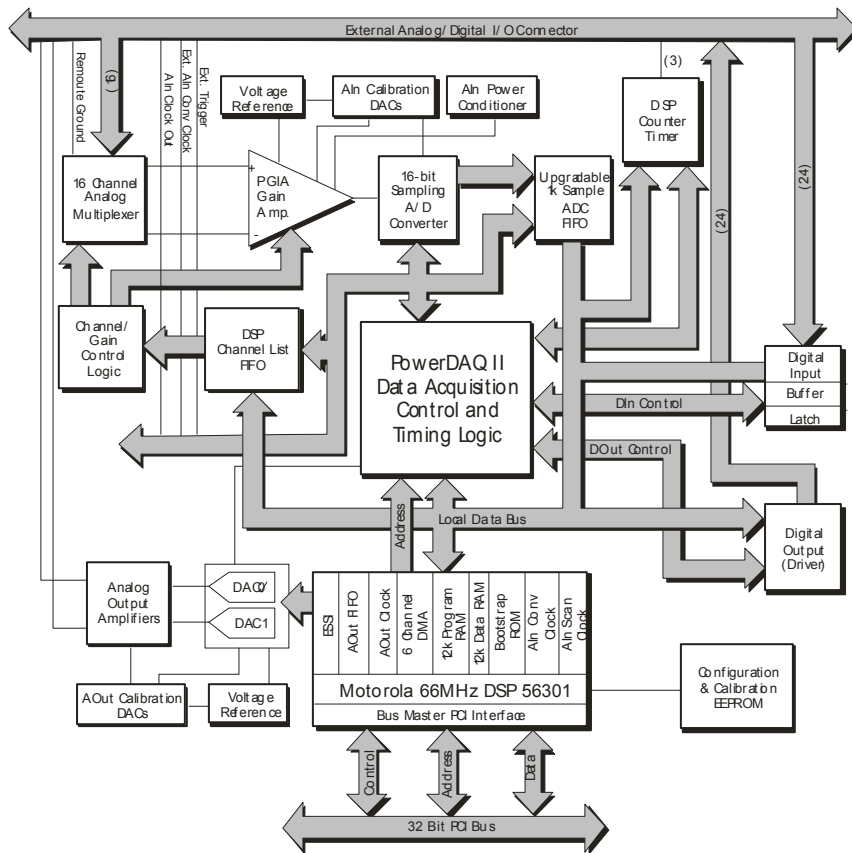 External Analog/Digital I/O Connector
Remoute Ground
(16)
AIn Clock Out
Ext. AIn Conv Clock
Ext. Trigger
(3)
(24)
(24)
Voltage
Reference
AIn Calibration
DACs
AIn Power
Conditioner
DSP
Counter
Timer
16 Channel
Analog
Multiplexer
+
-
PGIA
Gain
Amp.
16-bit
Sampling
A/D
Converter
Upgradable
1k Sample
ADC
FIFO
Channel/
Gain
Control
Logic
DSP
Channel List
FIFO
PowerDAQ II
Data Acquisition
Control and
Timing Logic
Digital
Input
Buffer
Latch
DIn Control
DOut Control
Address
Local Data Bus
Digital
Output
(Driver)
Analog
Output
Amplifiers
DAC0
DAC1
AOut Calibration
DACs
Voltage
Reference
ESSI
AOut FIFO
AOut Clock
6 Channel
DMA
12k Program
RAM
12k Data RAM
Bootstrap
ROM
AIn Conv
Clock
AIn Scan
Clock
Motorola 66MHz DSP 56301
Bus Master PCI Interface
Configuration
& Calibration
EEPROM
Control
Address
Data
32 Bit PCI Bus